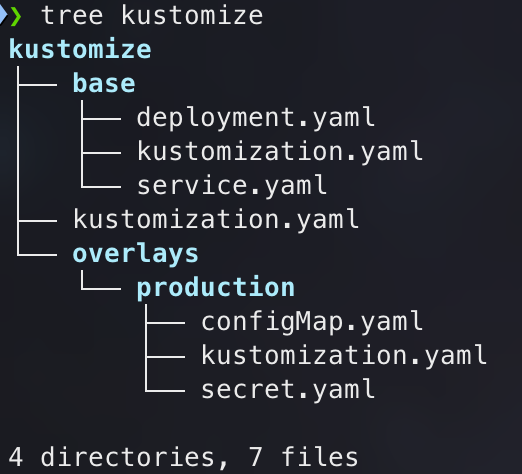 ❯ tree kustomize
kustomize
├── base
│   ├── deployment.yaml
│   ├── kustomization.yaml
│   └── service.yaml
├── kustomization.yaml
└── overlays
    └── production
        ├── configMap.yaml
        ├── kustomization.yaml
        └── secret.yaml

4 directories, 7 files